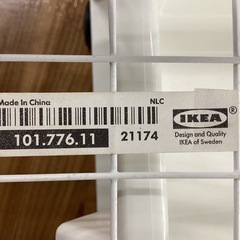 Made In China
NLC
101.776.11
21174
IKEA
Design and Quality
IKEA of Sweden